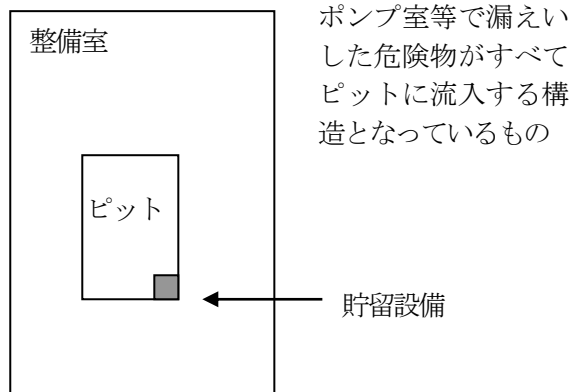 整備室
ポンプ室等で漏えい
した危険物がすべて
ピットに流入する構
造となっているもの
ピット
貯留設備